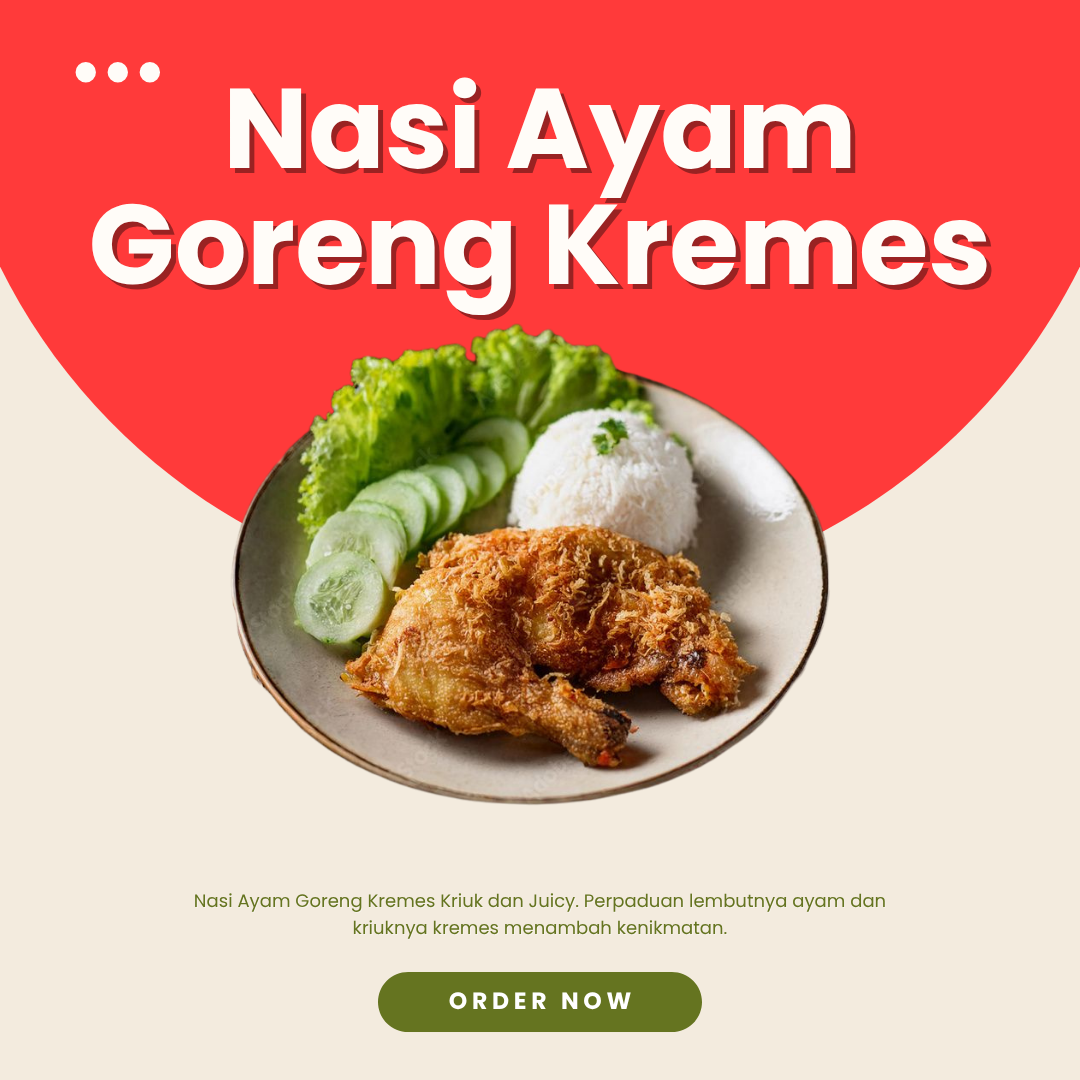 Nasi Ayam
Goreng Kremes
Nasi Ayam Goreng Kremes Kriuk dan Juicy. Perpaduan lembutnya ayam dan
kriuknya kremes menambah kenikmatan.
ORDER NOW